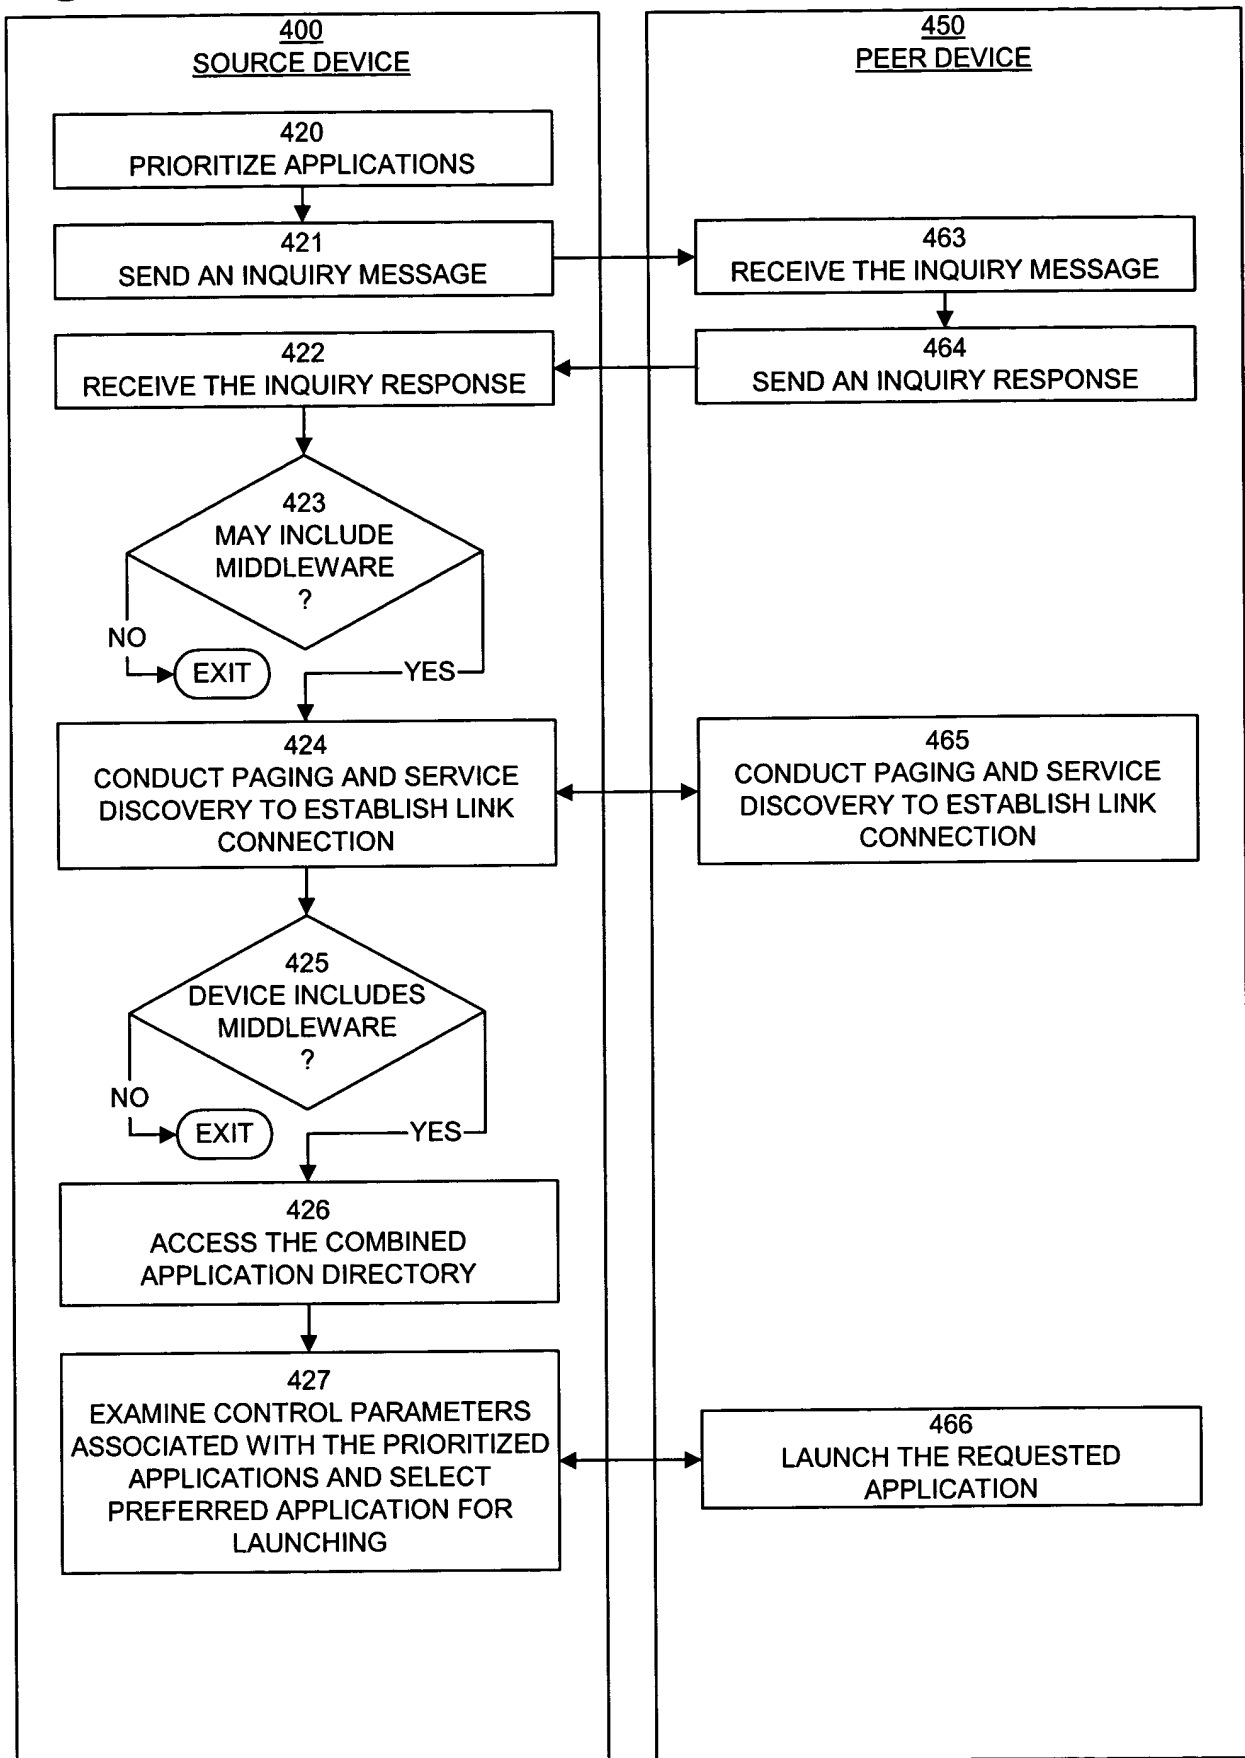 400
SOURCE DEVICE
450
PEER DEVICE
420
PRIORITIZE APPLICATIONS
421
SEND AN INQUIRY MESSAGE
463
RECEIVE THE INQUIRY MESSAGE
422
RECEIVE THE INQUIRY RESPONSE
464
SEND AN INQUIRY RESPONSE
423
MAY INCLUDE
MIDDLEWARE
?
NO
EXIT
YES
424
CONDUCT PAGING AND SERVICE
DISCOVERY TO ESTABLISH LINK
CONNECTION
465
CONDUCT PAGING AND SERVICE
DISCOVERY TO ESTABLISH LINK
CONNECTION
425
DEVICE INCLUDES
MIDDLEWARE
?
NO
EXIT
YES
426
ACCESS THE COMBINED
APPLICATION DIRECTORY
427
EXAMINE CONTROL PARAMETERS
ASSOCIATED WITH THE PRIORITIZED
APPLICATIONS AND SELECT
PREFERRED APPLICATION FOR
LAUNCHING
466
LAUNCH THE REQUESTED
APPLICATION